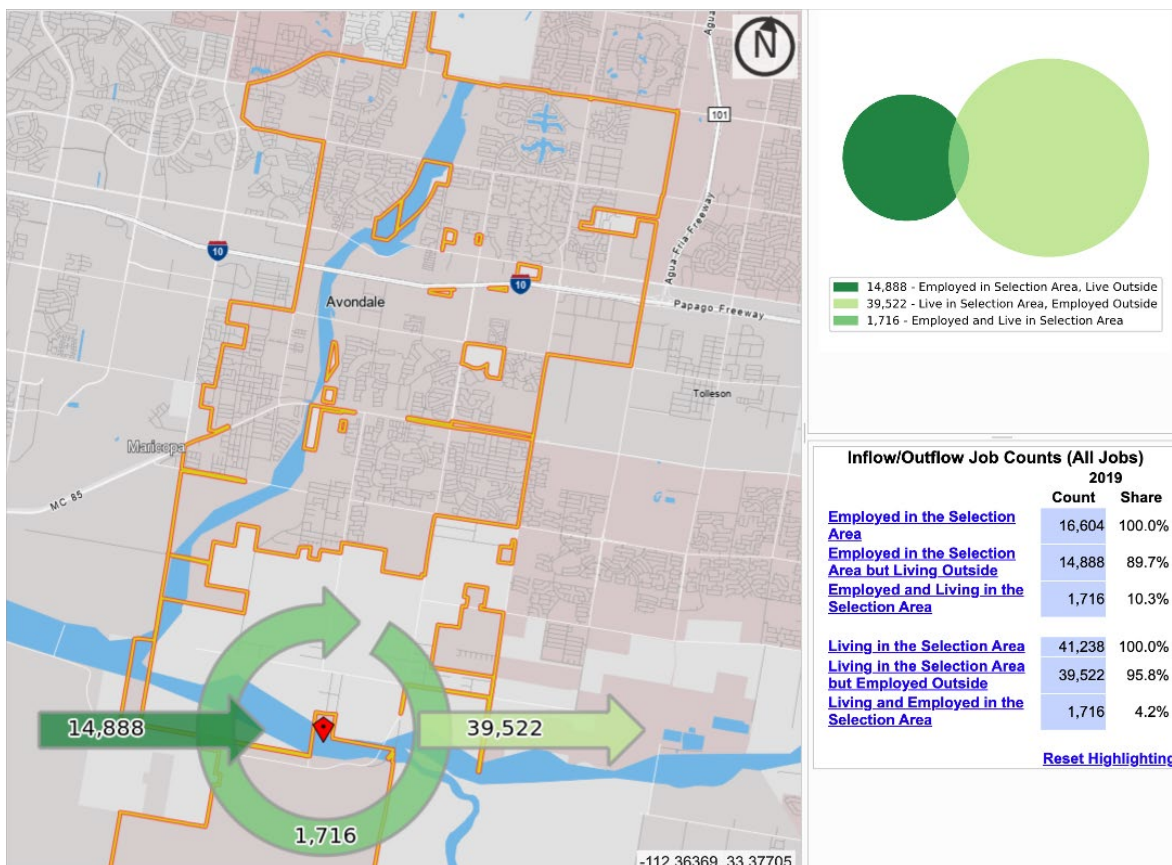 N
Agua
101
Agua-Fria-Freeway
10
Avondale
10
Papago-Freeway
Tolleson
Maricopa
MC 85
14,888
39,522
1,716
-112.36369, 33.37705
14,888 - Employed in Selection Area, Live Outside
39,522 - Live in Selection Area, Employed Outside
1,716 - Employed and Live in Selection Area
Inflow/Outflow Job Counts (All Jobs)
2019
Count Share
Employed in the Selection
Area 16,604 100.0%
Employed in the Selection
Area but Living Outside 14,888 89.7%
Employed and Living in the
Selection Area 1,716 10.3%
Living in the Selection Area 41,238 100.0%
Living in the Selection Area
but Employed Outside 39,522 95.8%
Living and Employed in the
Selection Area 1,716 4.2%
Reset Highlighting